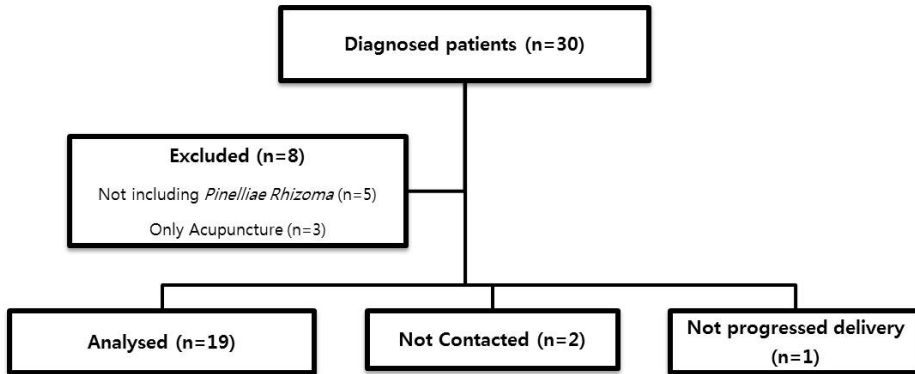 Diagnosed patients (n=30)
Excluded (n=8)
Not including Pinelliae Rhizoma (n=5)
Only Acupuncture (n=3)
Analysed (n=19)
Not Contacted (n=2)
Not progressed delivery
(n=1)